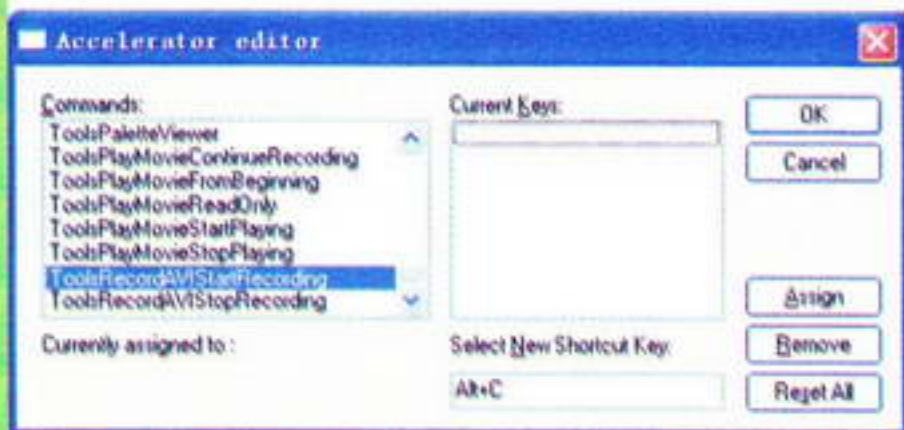 Accelerator editor
Commands:
ToolsPaletteViewer
ToolsPlayMovieContinueRecording
ToolsPlayMovieFromBeginning
ToolsPlayMovieReadOnly
ToolsPlayMovieStartPlaying
ToolsPlayMovieStopPlaying
ToolsRecordAVIStartRecording
ToolsRecordAVIStopRecording
Currently assigned to :
Current Keys:
Select New Shortcut Key:
Alt+C
OK
Cancel
Assign
Remove
Reset All